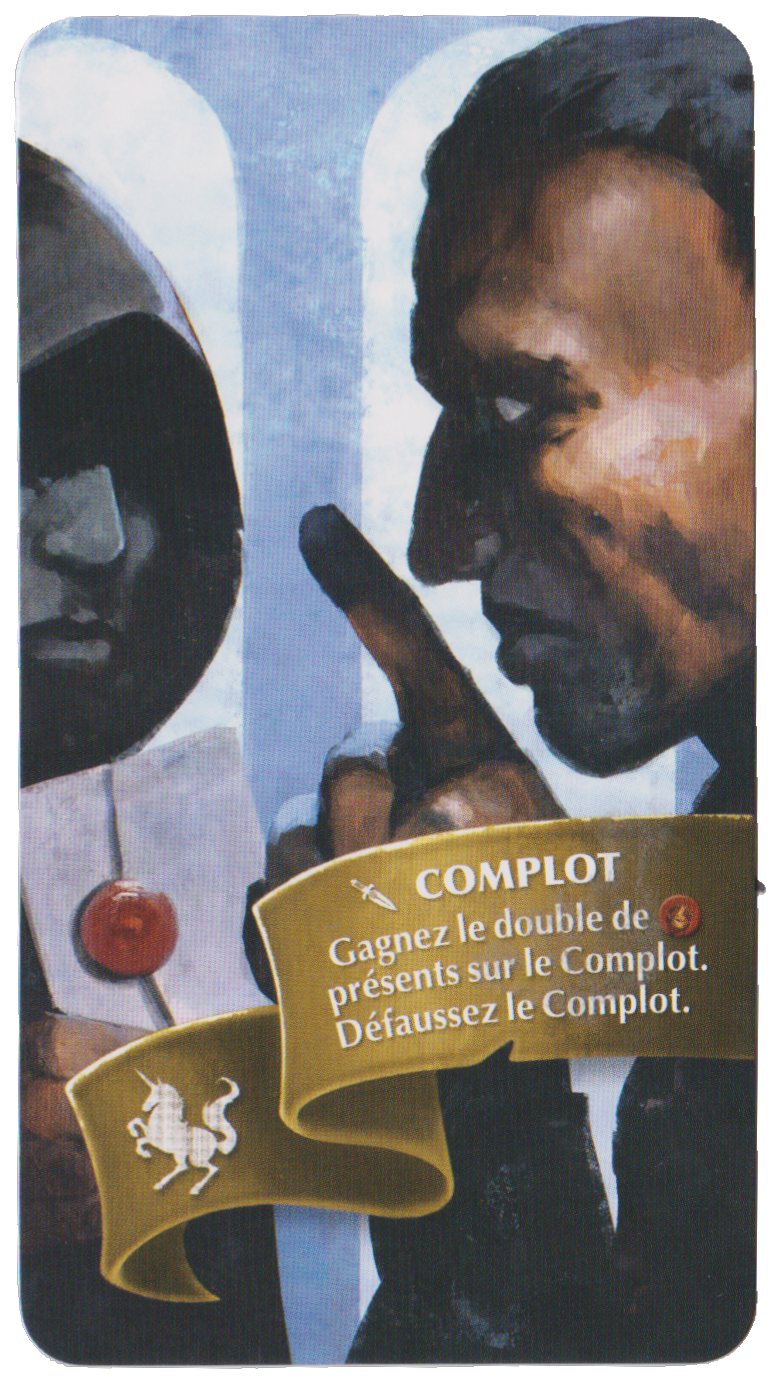 COMPLOT
Gagnez le double de
présents sur le Complot.
Défaussez le Complot.